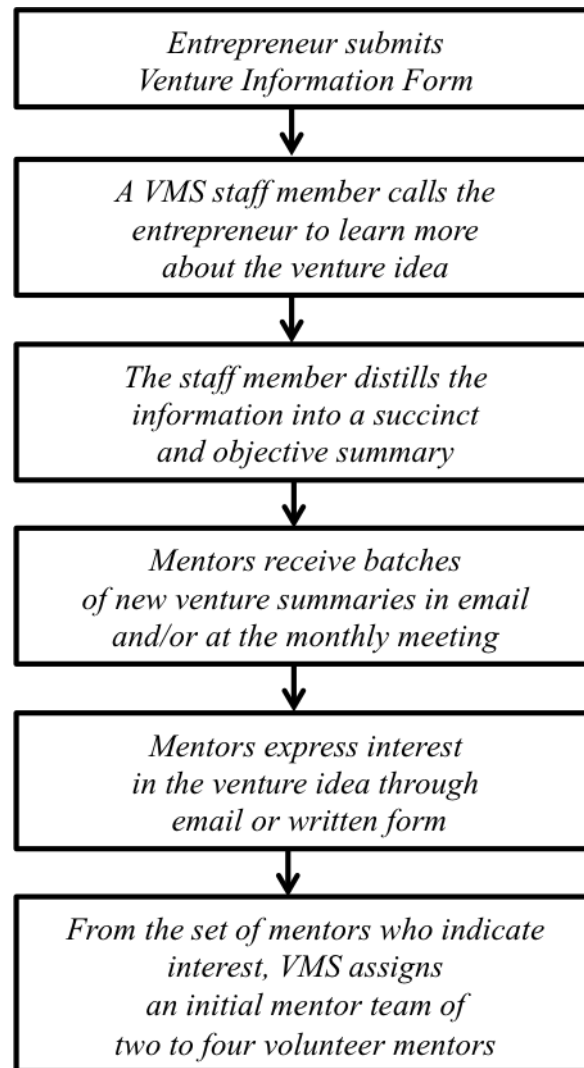 Entrepreneur submits
Venture Information Form
A VMS staff member calls the
entrepreneur to learn more
about the venture idea
The staff member distills the
information into a succinct
and objective summary
Mentors receive batches
of new venture summaries in email
and/or at the monthly meeting
Mentors express interest
in the venture idea through
email or written form
From the set of mentors who indicate
interest, VMS assigns
an initial mentor team of
two to four volunteer mentors